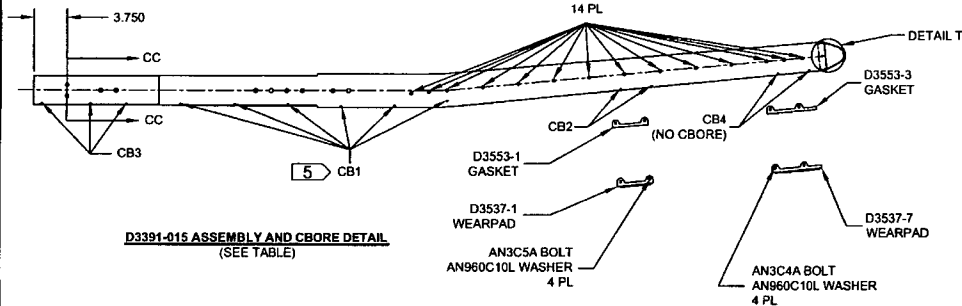 14 PL
3.750
CC
DETAIL T
D3553-3
GASKET
CC
CB3
5
CB1
CB2
CB4
(NO CBORE)
D3553-1
GASKET
D3537-1
WEARPAD
D3537-7
WEARPAD
D3391-015 ASSEMBLY AND CBORE DETAIL
(SEE TABLE)
AN3C5A BOLT
AN960C10L WASHER
4 PL
AN3C4A BOLT
AN960C10L WASHER
4 PL